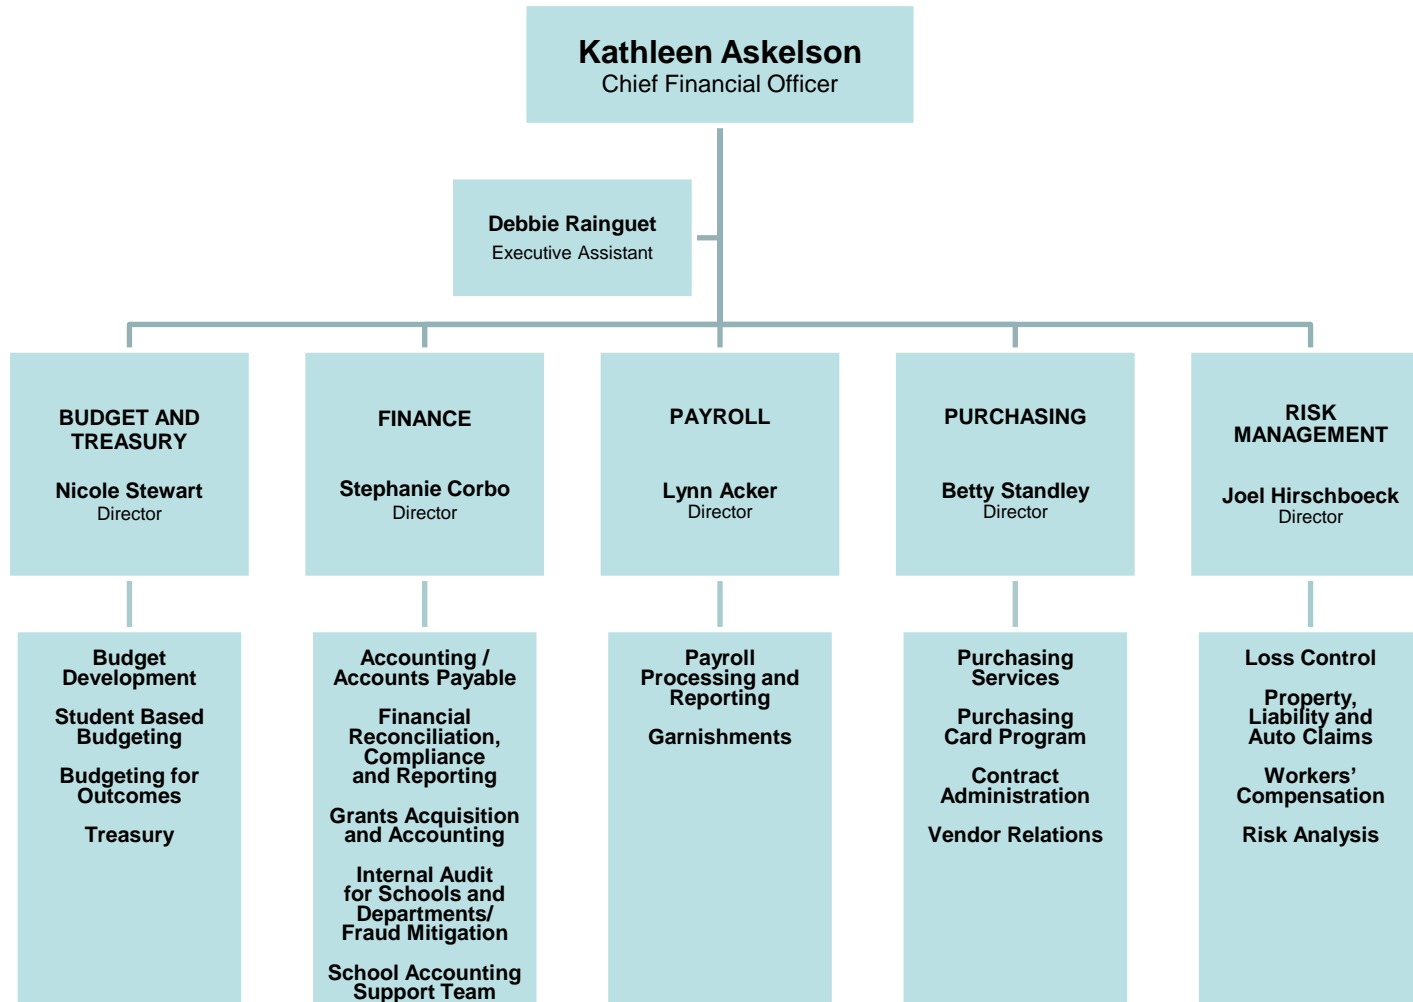 Kathleen Askelson
Chief Financial Officer
Debbie Rainguet
Executive Assistant
BUDGET AND
TREASURY
Nicole Stewart
Director
FINANCE
Stephanie Corbo
Director
PAYROLL
Lynn Acker
Director
PURCHASING
Betty Standley
Director
RISK
MANAGEMENT
Joel Hirschboeck
Director
Budget
Development
Student Based
Budgeting
Budgeting for
Outcomes
Treasury
Accounting /
Accounts Payable
Financial
Reconciliation,
Compliance
and Reporting
Grants Acquisition
and Accounting
Internal Audit
for Schools and
Departments/
Fraud Mitigation
School Accounting
Support Team
Payroll
Processing and
Reporting
Garnishments
Purchasing
Services
Purchasing
Card Program
Contract
Administration
Vendor Relations
Loss Control
Property,
Liability and
Auto Claims
Workers’
Compensation
Risk Analysis